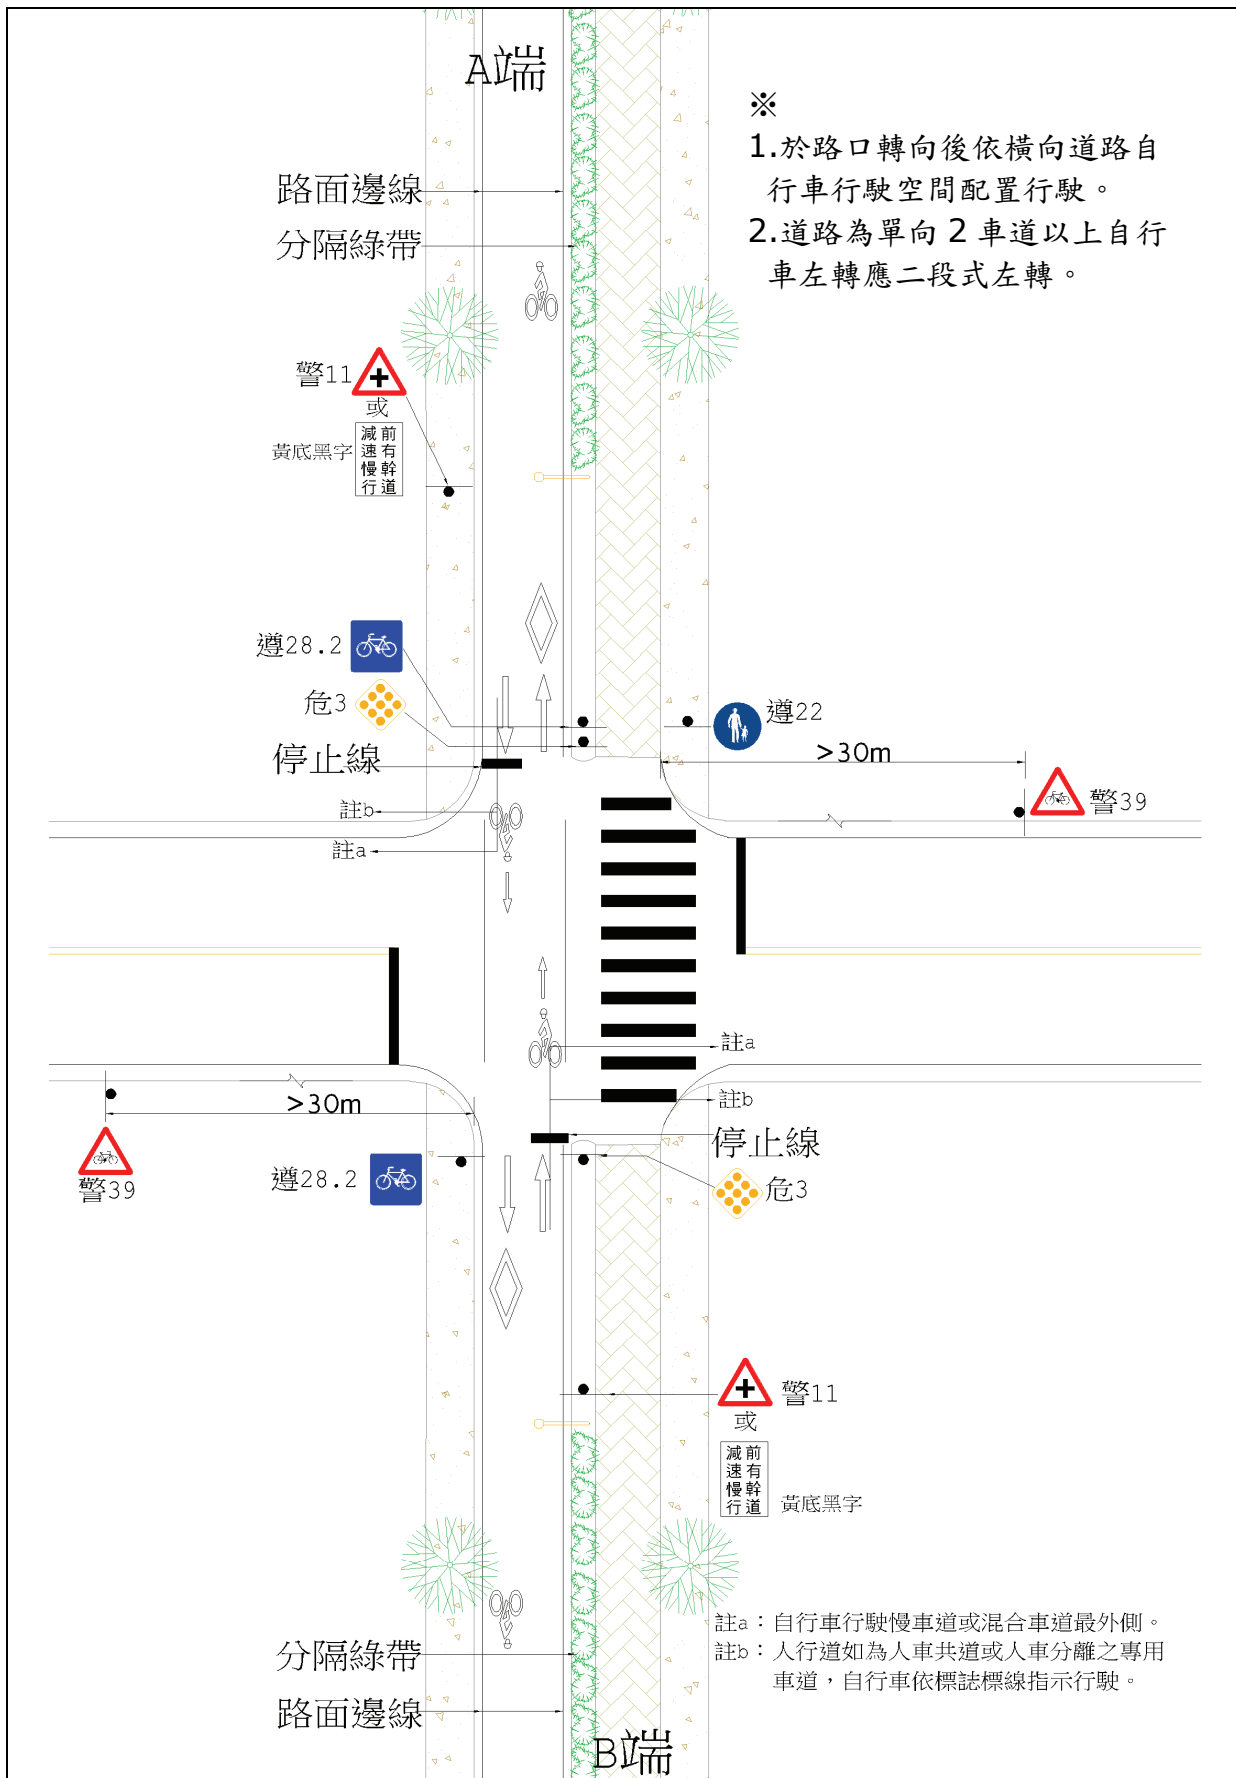 A端
※
1.於路口轉向後依橫向道路自
行車行駛空間配置行駛。
2.道路為單向2車道以上自行
車左轉應二段式左轉。
路面邊線
分隔綠帶
警11
或
前有幹道
減速慢行
黃底黑字
遵28.2
危3
停止線
遵22
>30m
警39
註b
註a
註a
註b
>30m
停止線
警39
遵28.2
危3
警11
或
前有幹道
減速慢行
黃底黑字
註a：自行車行駛慢車道或混合車道最外側。
註b：人行道如為人車共道或人車分離之專用
車道，自行車依標誌標線指示行駛。
分隔綠帶
路面邊線
B端